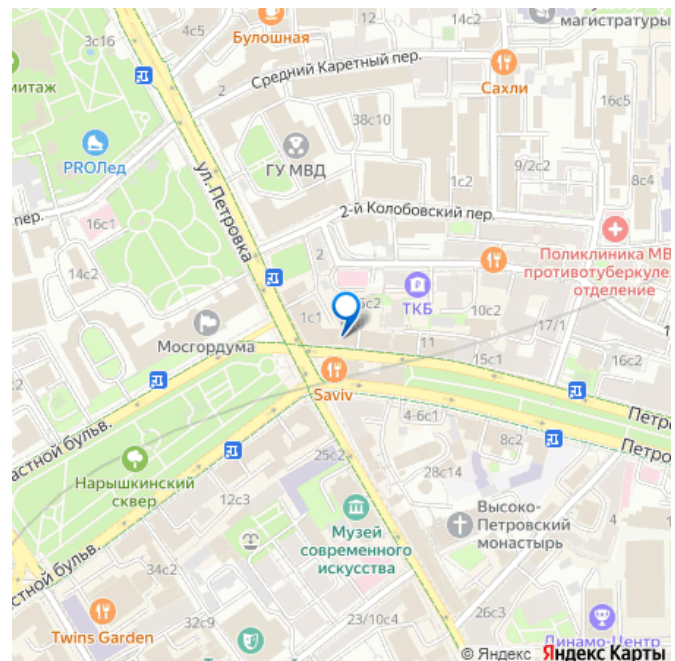 3с16
4с5
Булошная
14с2
магистратуры
Средний Каретный пер.
Сахли
митаж
2
38с10
16с5
PROЛед
ГУ МВД
9/2с2
1с2
8с4
ул. Петровка
пер.
16с1
2-й Колобовский пер.
Поликлиника МВ
противотуберкуле
отделение
2
14с2
ТКБ
10с2
1с1
17/1
Мосгордума
11
15с1
16с2
Saviv
Петро
4-6с1
8с2
Петро
астной бульв.
25с2
28с14
Нарышкинский
сквер
12с3
Высоко-
Петровский
монастырь
4
Музей
современного
искусства
стной бульв.
34с2
26с3
23/10с4
32с9
Twins Garden
Динамо-Центр
© Яндекс Яндекс Карты